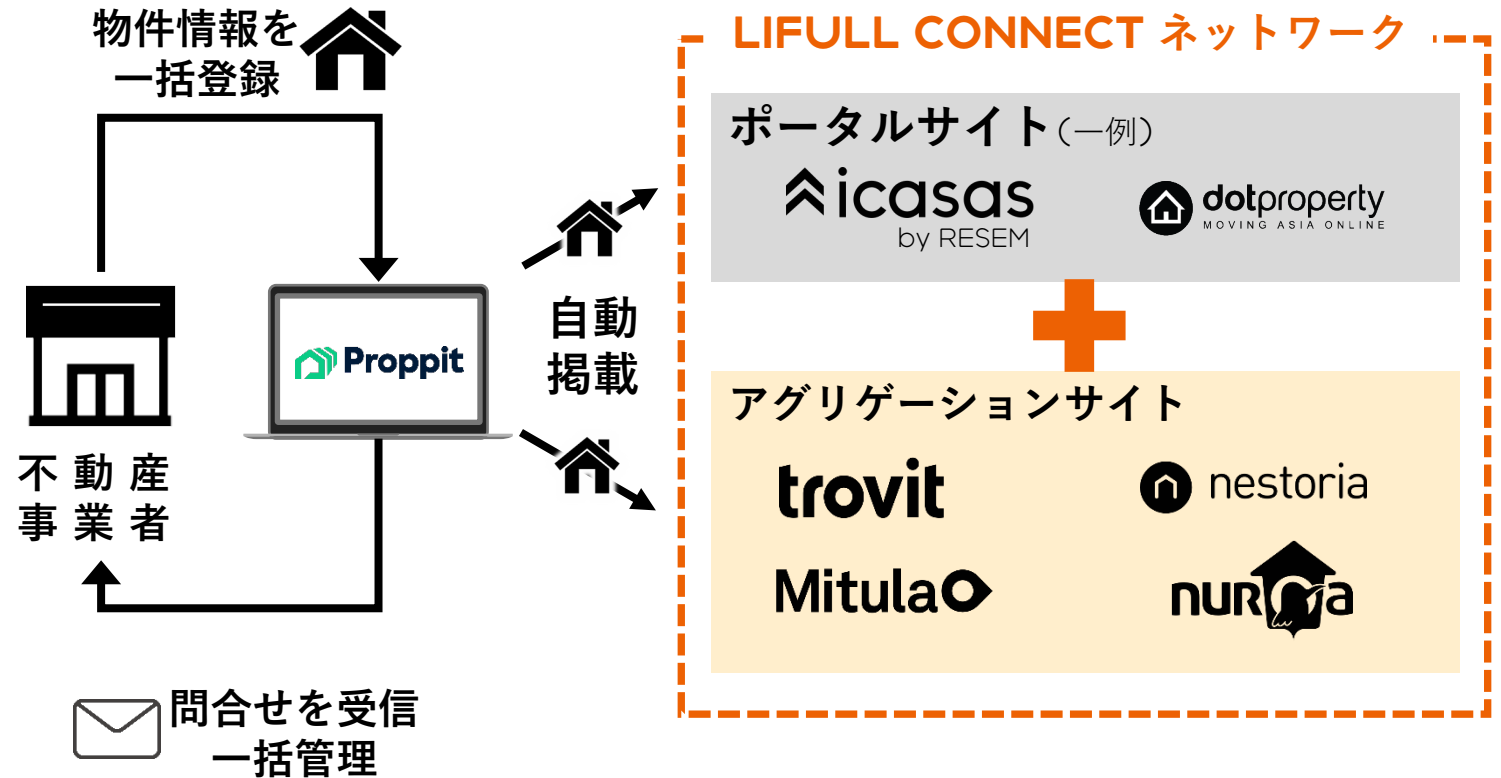 物件情報を
一括登録
LIFULL CONNECT ネットワーク
ポータルサイト(一例)
icasas
by RESEM
dotproperty
MOVING ASIA ONLINE
自動
掲載
Proppit
不動産
事業者
アグリゲーションサイト
trovit
nestoria
Mitula
nuroa
問合せを受信
一括管理